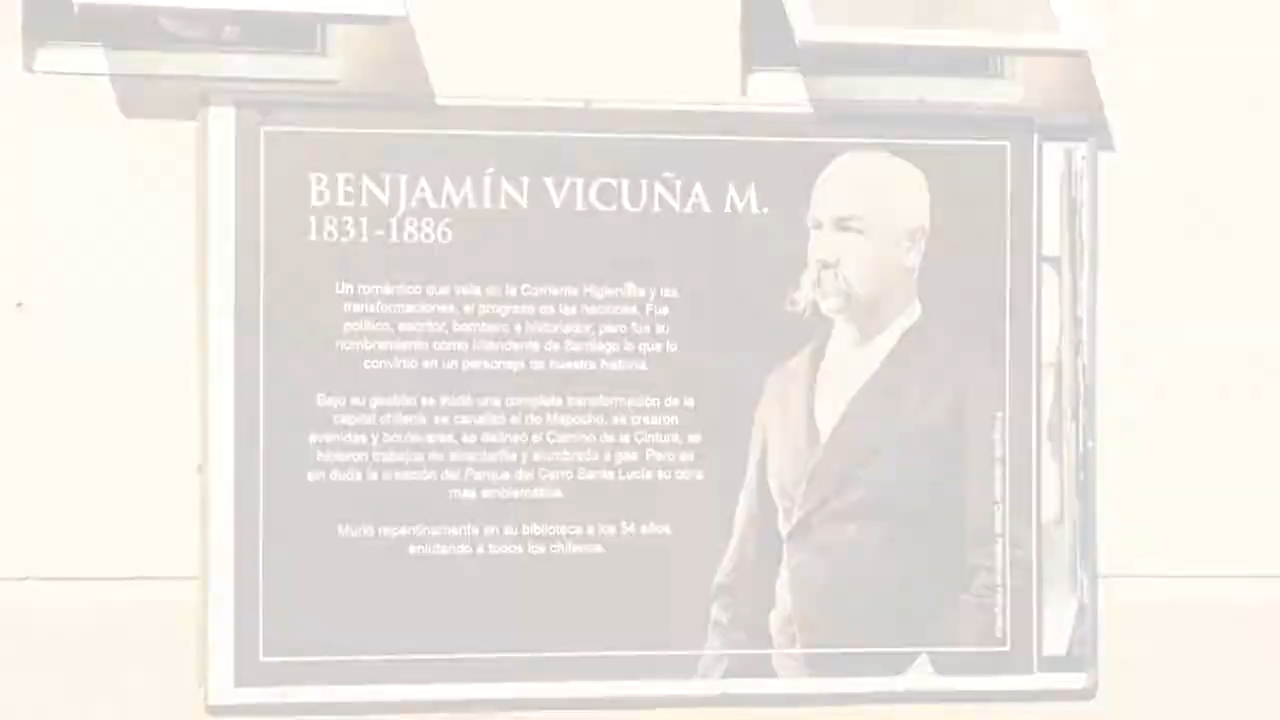 BENJAMÍN VICUÑA M.
1831-1886
Un romántico que veía en la Corriente Higienista y las
transformaciones, el progreso de las naciones. Fue
político, escritor, bombero e historiador, pero fue su
nombramiento como Intendente de Santiago lo que lo
convirtió en un personaje de nuestra historia.
Bajo su gestión se inició una completa transformación de la
capital chilena: se canalizó el río Mapocho, se crearon
avenidas y boulevares, se delineó el Camino de la Cintura, se
hicieron trabajos de alcantarilla y alumbrado a gas. Pero es
sin duda la creación del Parque del Cerro Santa Lucía su obra
más emblemática.
Murió repentinamente en su biblioteca a los 54 años,
enlutando a todos los chilenos.